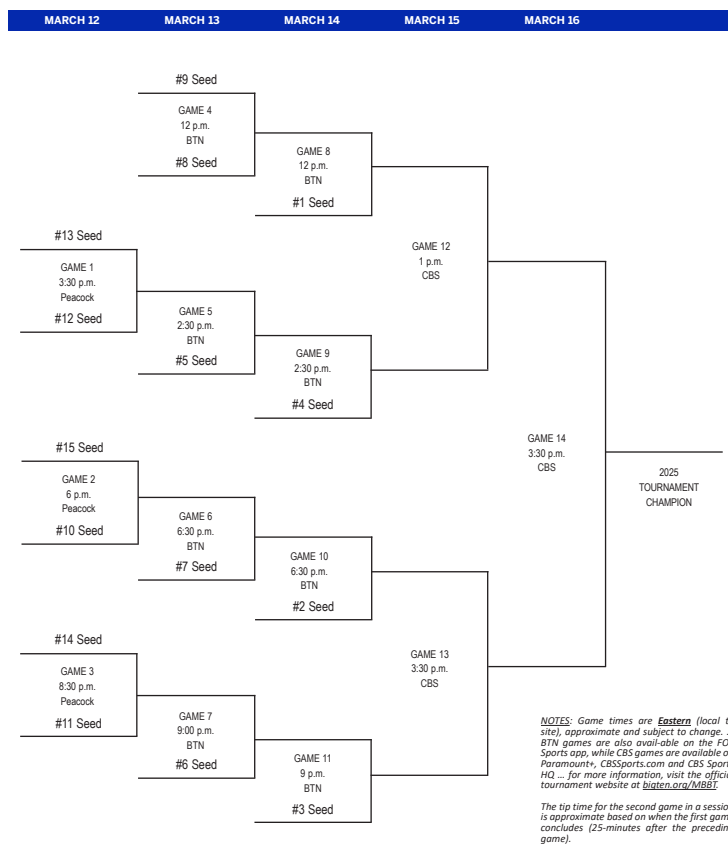 MARCH 12 MARCH 13 MARCH 14 MARCH 15 MARCH 16
#9 Seed
GAME 4
12 p.m.
BTN
#8 Seed
GAME 8
12 p.m.
BTN
#1 Seed
#13 Seed
GAME 1
3:30 p.m.
Peacock
#12 Seed
GAME 5
2:30 p.m.
BTN
#5 Seed
GAME 9
2:30 p.m.
BTN
#4 Seed
GAME 12
1 p.m.
CBS
#15 Seed
GAME 2
6 p.m.
Peacock
#10 Seed
GAME 6
6:30 p.m.
BTN
#7 Seed
GAME 10
6:30 p.m.
BTN
#2 Seed
#14 Seed
GAME 3
8:30 p.m.
Peacock
#11 Seed
GAME 7
9:00 p.m.
BTN
#6 Seed
GAME 11
9 p.m.
BTN
#3 Seed
GAME 13
3:30 p.m.
CBS
GAME 14
3:30 p.m.
CBS
2025
TOURNAMENT
CHAMPION
NOTES: Game times are Eastern (local t
site), approximate and subject to change.
BTN games are also avail-able on the FO
Sports app, while CBS games are available o
Paramount+, CBSSports.com and CBS Sport
HQ ... for more information, visit the offici
tournament website at bigten.org/MBBT.
The tip time for the second game in a sessio
is approximate based on when the first gam
concludes (25-minutes after the precedin
game).